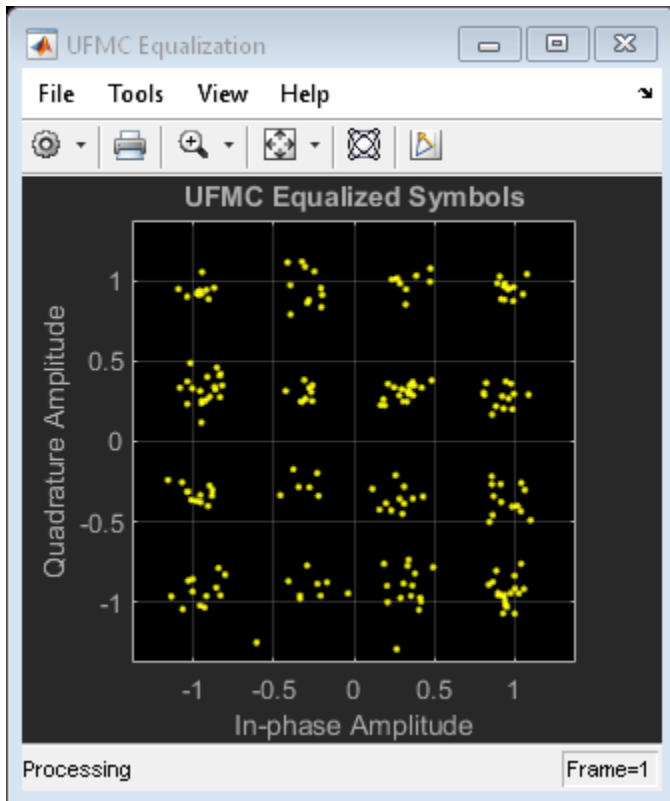 UFMC Equalization
File Tools View Help
UFMC Equalized Symbols
Quadrature Amplitude
1
0.5
0
-0.5
-1
-1 -0.5 0 0.5 1
In-phase Amplitude
Processing Frame=1